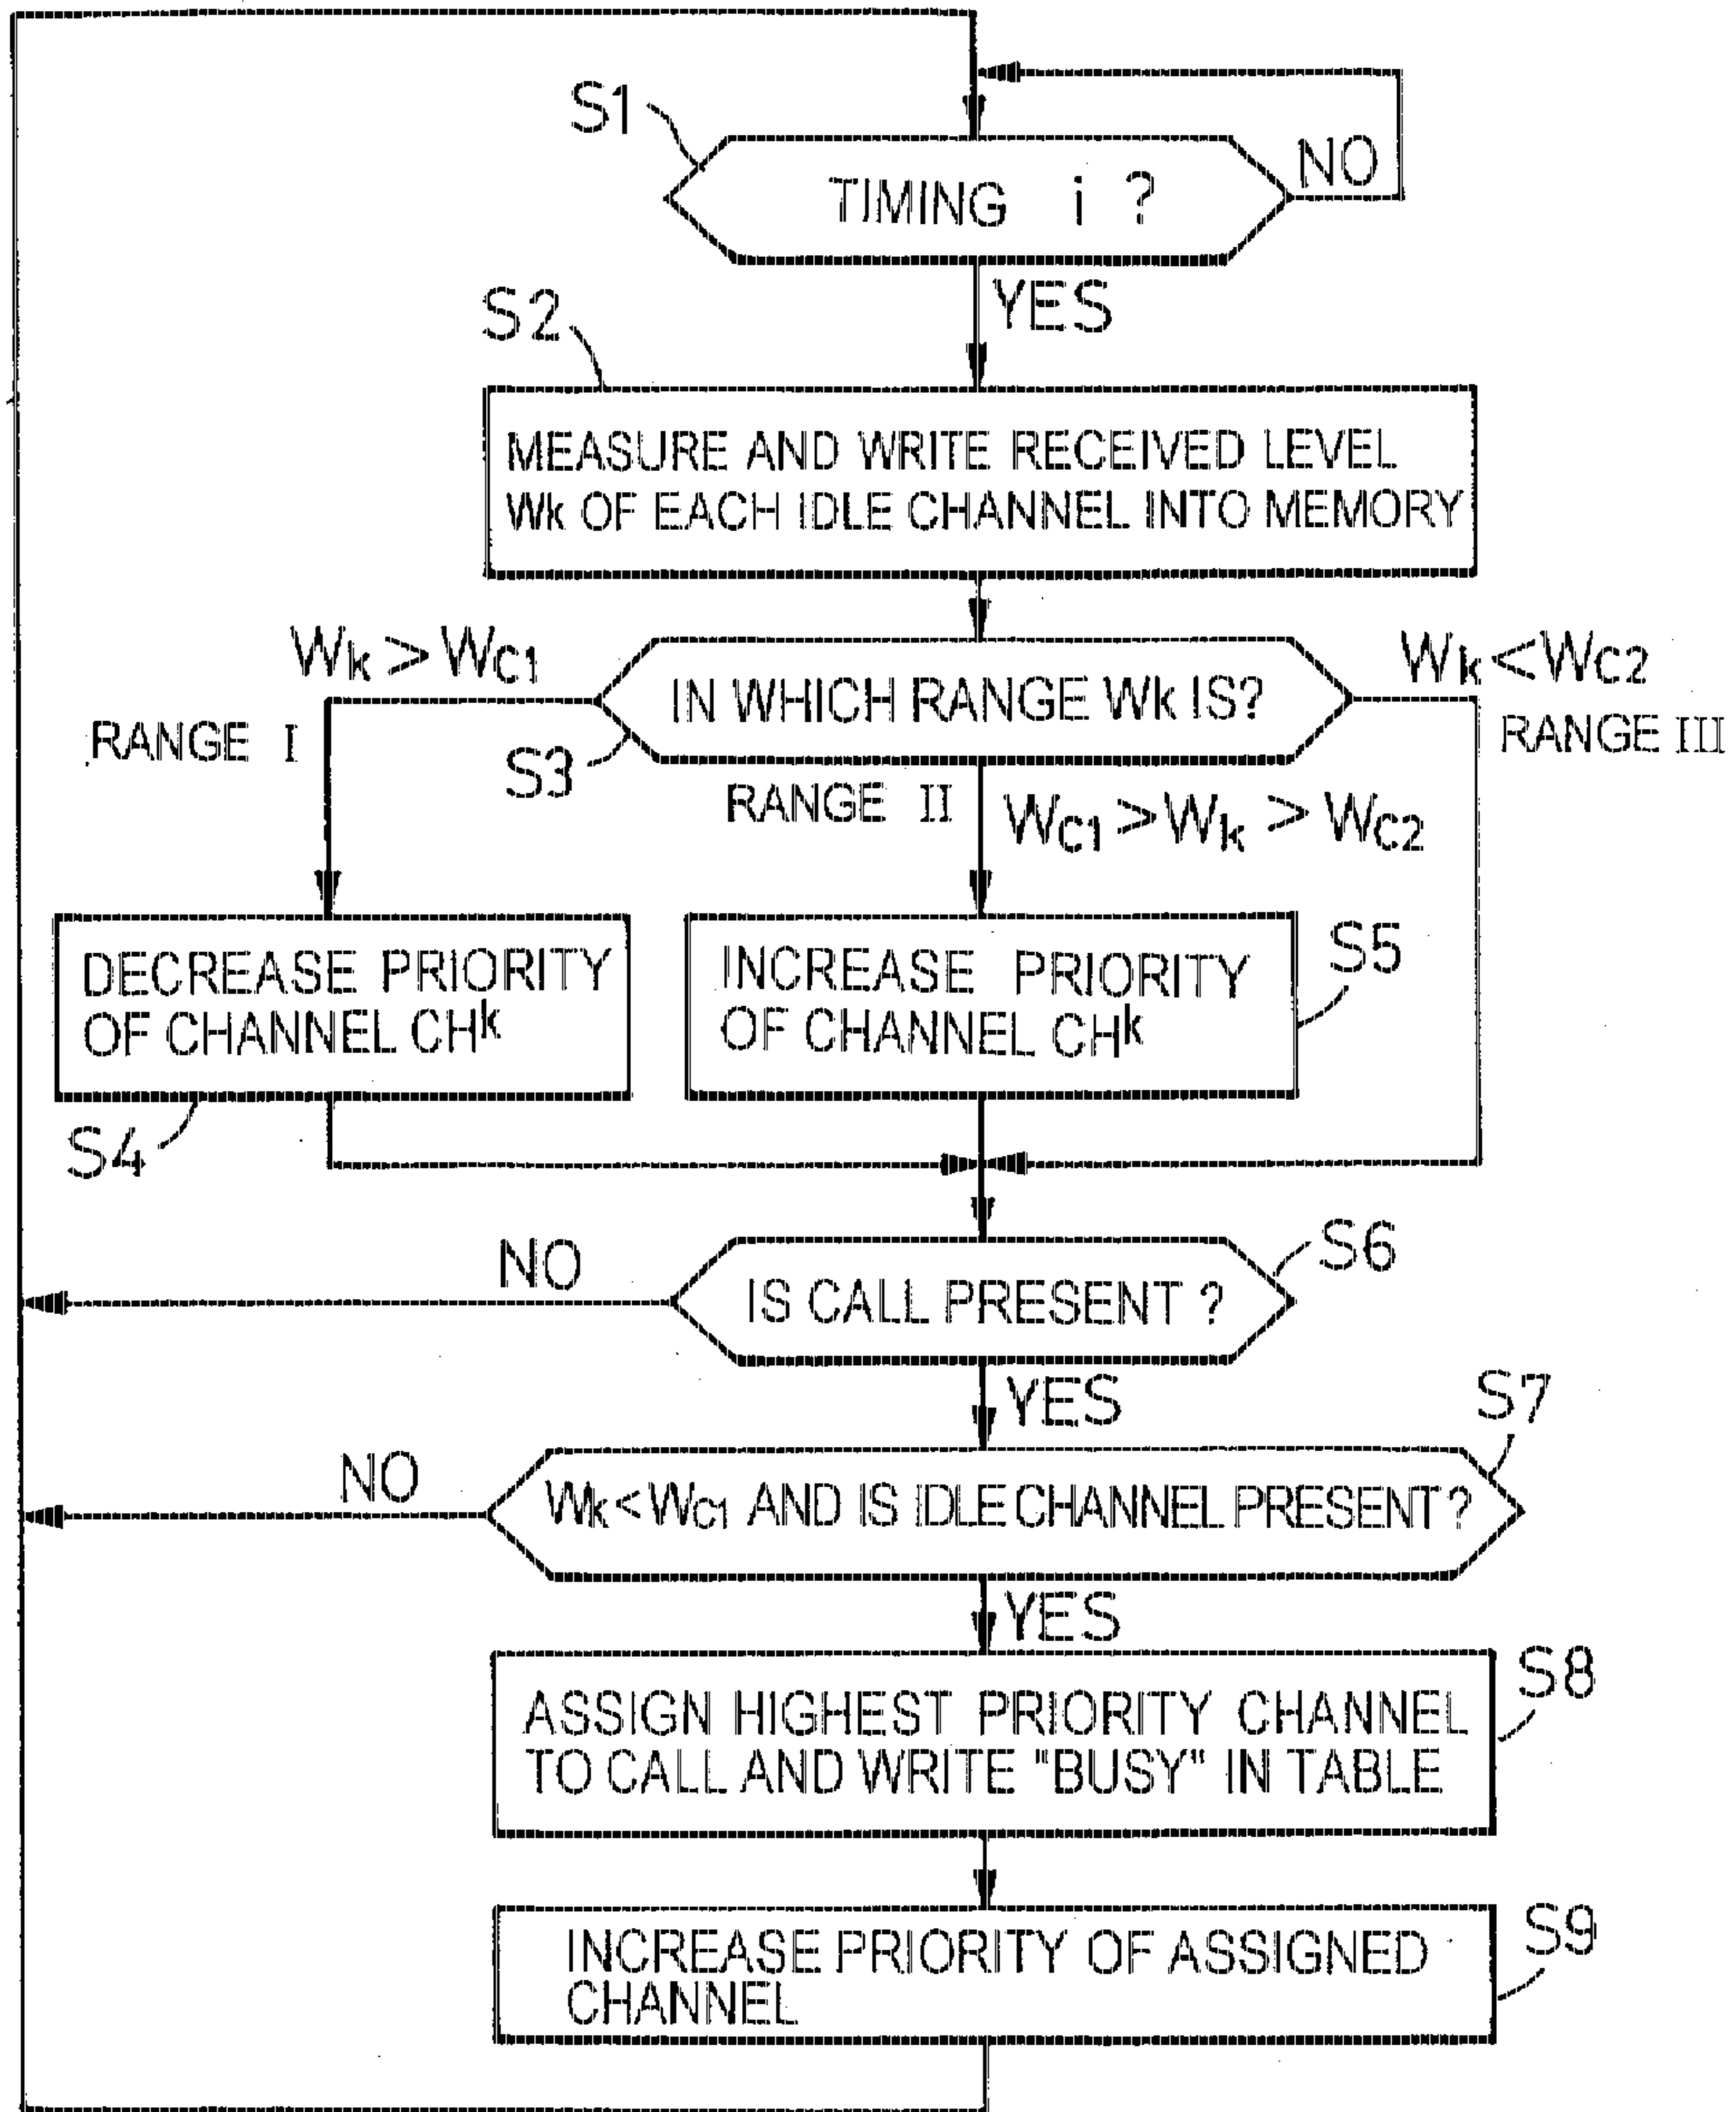 S1
NO
TIMING i ?
YES
S2
MEASURE AND WRITE RECEIVED LEVEL
Wk OF EACH IDLE CHANNEL INTO MEMORY
Wk > WC1
Wk < WC2
IN WHICH RANGE Wk IS?
RANGE I
RANGE III
S3
RANGE II
WC1 > Wk > WC2
S5
DECREASE PRIORITY
OF CHANNEL CHk
INCREASE PRIORITY
OF CHANNEL CHk
S4
S6
NO
IS CALL PRESENT ?
YES
S7
NO
Wk < WC1 AND IS IDLE CHANNEL PRESENT ?
YES
S8
ASSIGN HIGHEST PRIORITY CHANNEL
TO CALL AND WRITE "BUSY" IN TABLE
S9
INCREASE PRIORITY OF ASSIGNED
CHANNEL